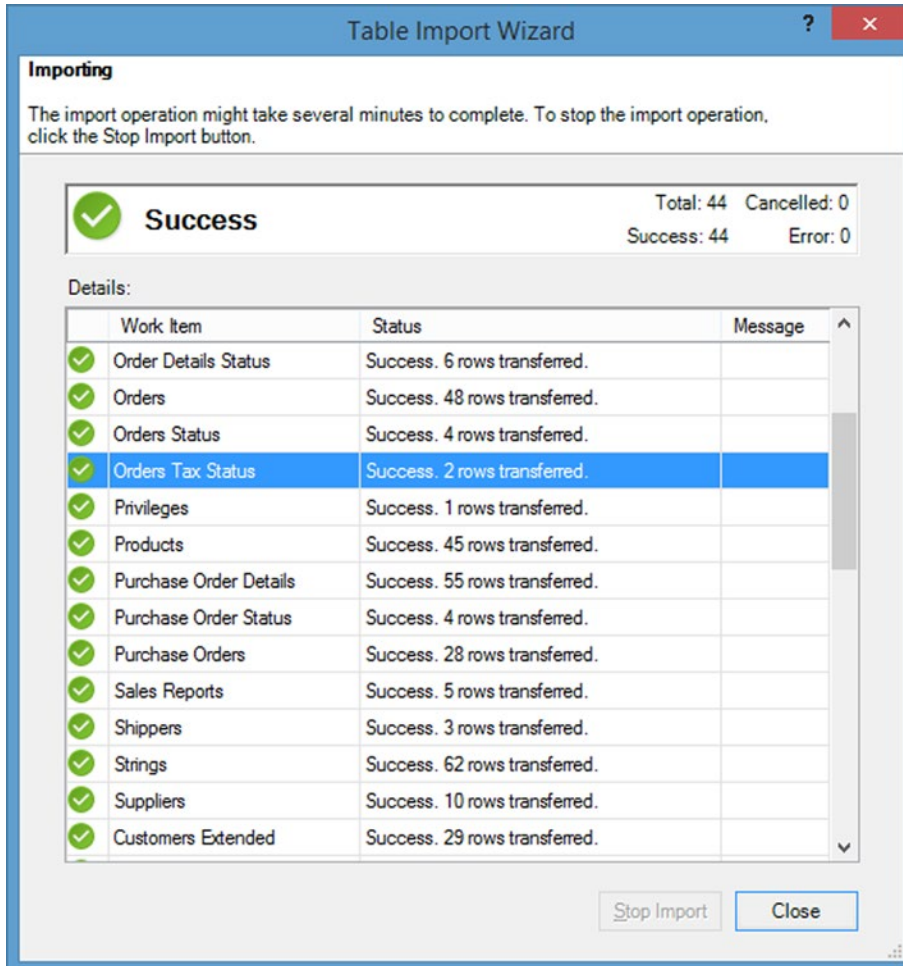 Table Import Wizard
?
Importing
The import operation might take several minutes to complete. To stop the import operation,
click the Stop Import button.
Success
Total: 44 Cancelled: 0
Success: 44 Error: 0
Details:
Work Item Status Message
Order Details Status Success. 6 rows transferred.
Orders Success. 48 rows transferred.
Orders Status Success. 4 rows transferred.
Orders Tax Status Success. 2 rows transferred.
Privileges Success. 1 rows transferred.
Products Success. 45 rows transferred.
Purchase Order Details Success. 55 rows transferred.
Purchase Order Status Success. 4 rows transferred.
Purchase Orders Success. 28 rows transferred.
Sales Reports Success. 5 rows transferred.
Shippers Success. 3 rows transferred.
Strings Success. 62 rows transferred.
Suppliers Success. 10 rows transferred.
Customers Extended Success. 29 rows transferred.
Stop Import Close